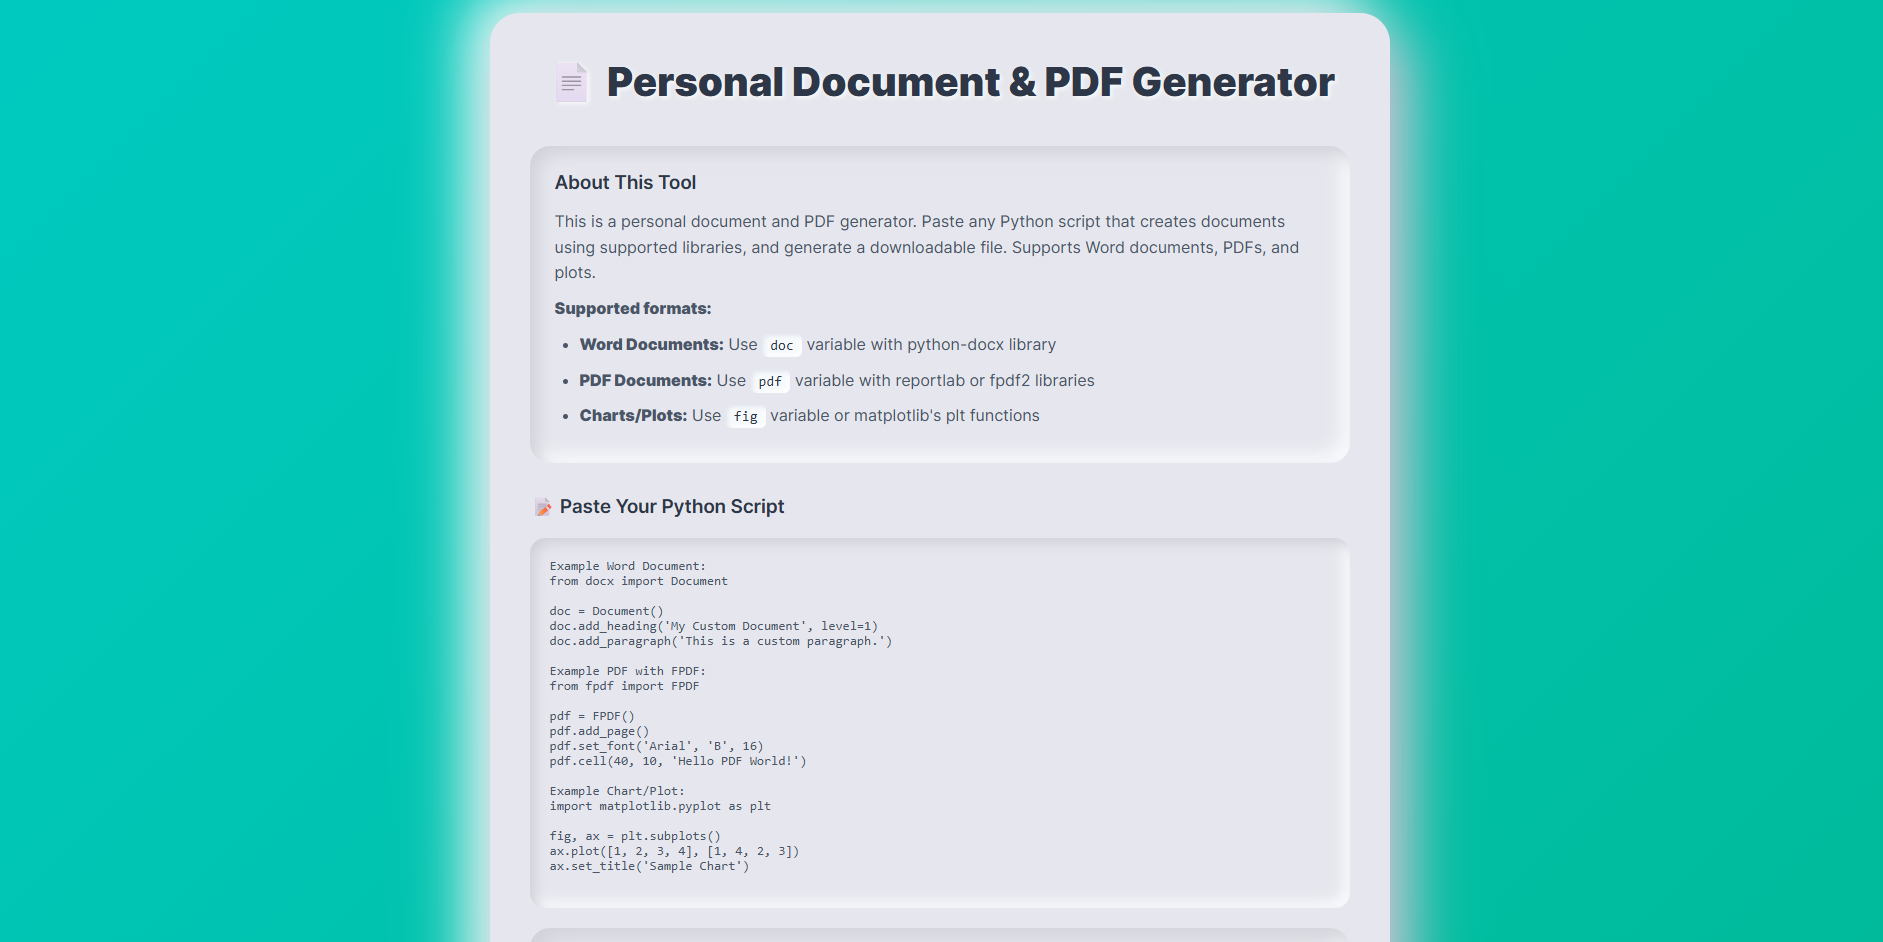 Personal Document & PDF Generator
About This Tool
This is a personal document and PDF generator. Paste any Python script that creates documents
using supported libraries, and generate a downloadable file. Supports Word documents, PDFs, and
plots.
Supported formats:
• Word Documents: Use doc variable with python-docx library
• PDF Documents: Use pdf variable with reportlab or fpdf2 libraries
• Charts/Plots: Use fig variable or matplotlib's plt functions
Paste Your Python Script
Example Word Document:
from docx import Document
doc = Document()
doc.add_heading('My Custom Document', level=1)
doc.add_paragraph('This is a custom paragraph.')
Example PDF with FPDF:
from fpdf import FPDF
pdf = FPDF()
pdf.add_page()
pdf.set_font('Arial', 'B', 16)
pdf.cell(40, 10, 'Hello PDF World!')
Example Chart/Plot:
import matplotlib.pyplot as plt
fig, ax = plt.subplots()
ax.plot([1, 2, 3, 4], [1, 4, 2, 3])
ax.set_title('Sample Chart')